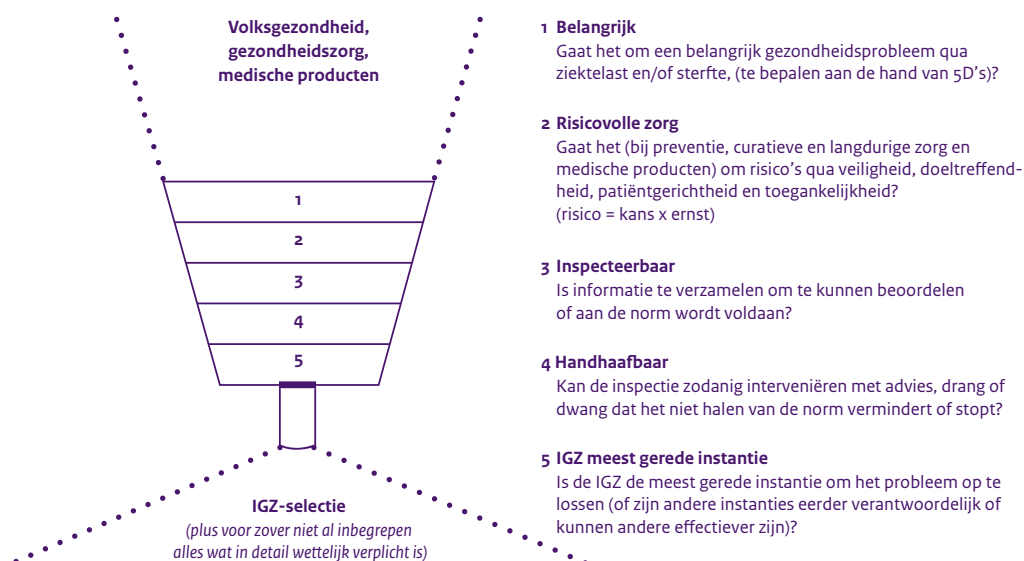 Volksgezondheid,
gezondheidszorg,
medische producten
1
2
3
4
5
IGZ-selectie
(plus voor zover niet al inbegrepen
alles wat in detail wettelijk verplicht is)
1 Belangrijk
Gaat het om een belangrijk gezondheidsprobleem qua
ziektelast en/of sterfte, (te bepalen aan de hand van 5D's)?
2 Risicovolle zorg
Gaat het (bij preventie, curatieve en langdurige zorg en
medische producten) om risico's qua veiligheid, doeltreffend-
heid, patiëntgerichtheid en toegankelijkheid?
(risico = kans x ernst)
3 Inspecteerbaar
Is informatie te verzamelen om te kunnen beoordelen
of aan de norm wordt voldaan?
4 Handhaafbaar
Kan de inspectie zodanig interveniëren met advies, drang of
dwang dat het niet halen van de norm vermindert of stopt?
5 IGZ meest gerede instantie
Is de IGZ de meest gerede instantie om het probleem op te
lossen (of zijn andere instanties eerder verantwoordelijk of
kunnen andere effectiever zijn)?